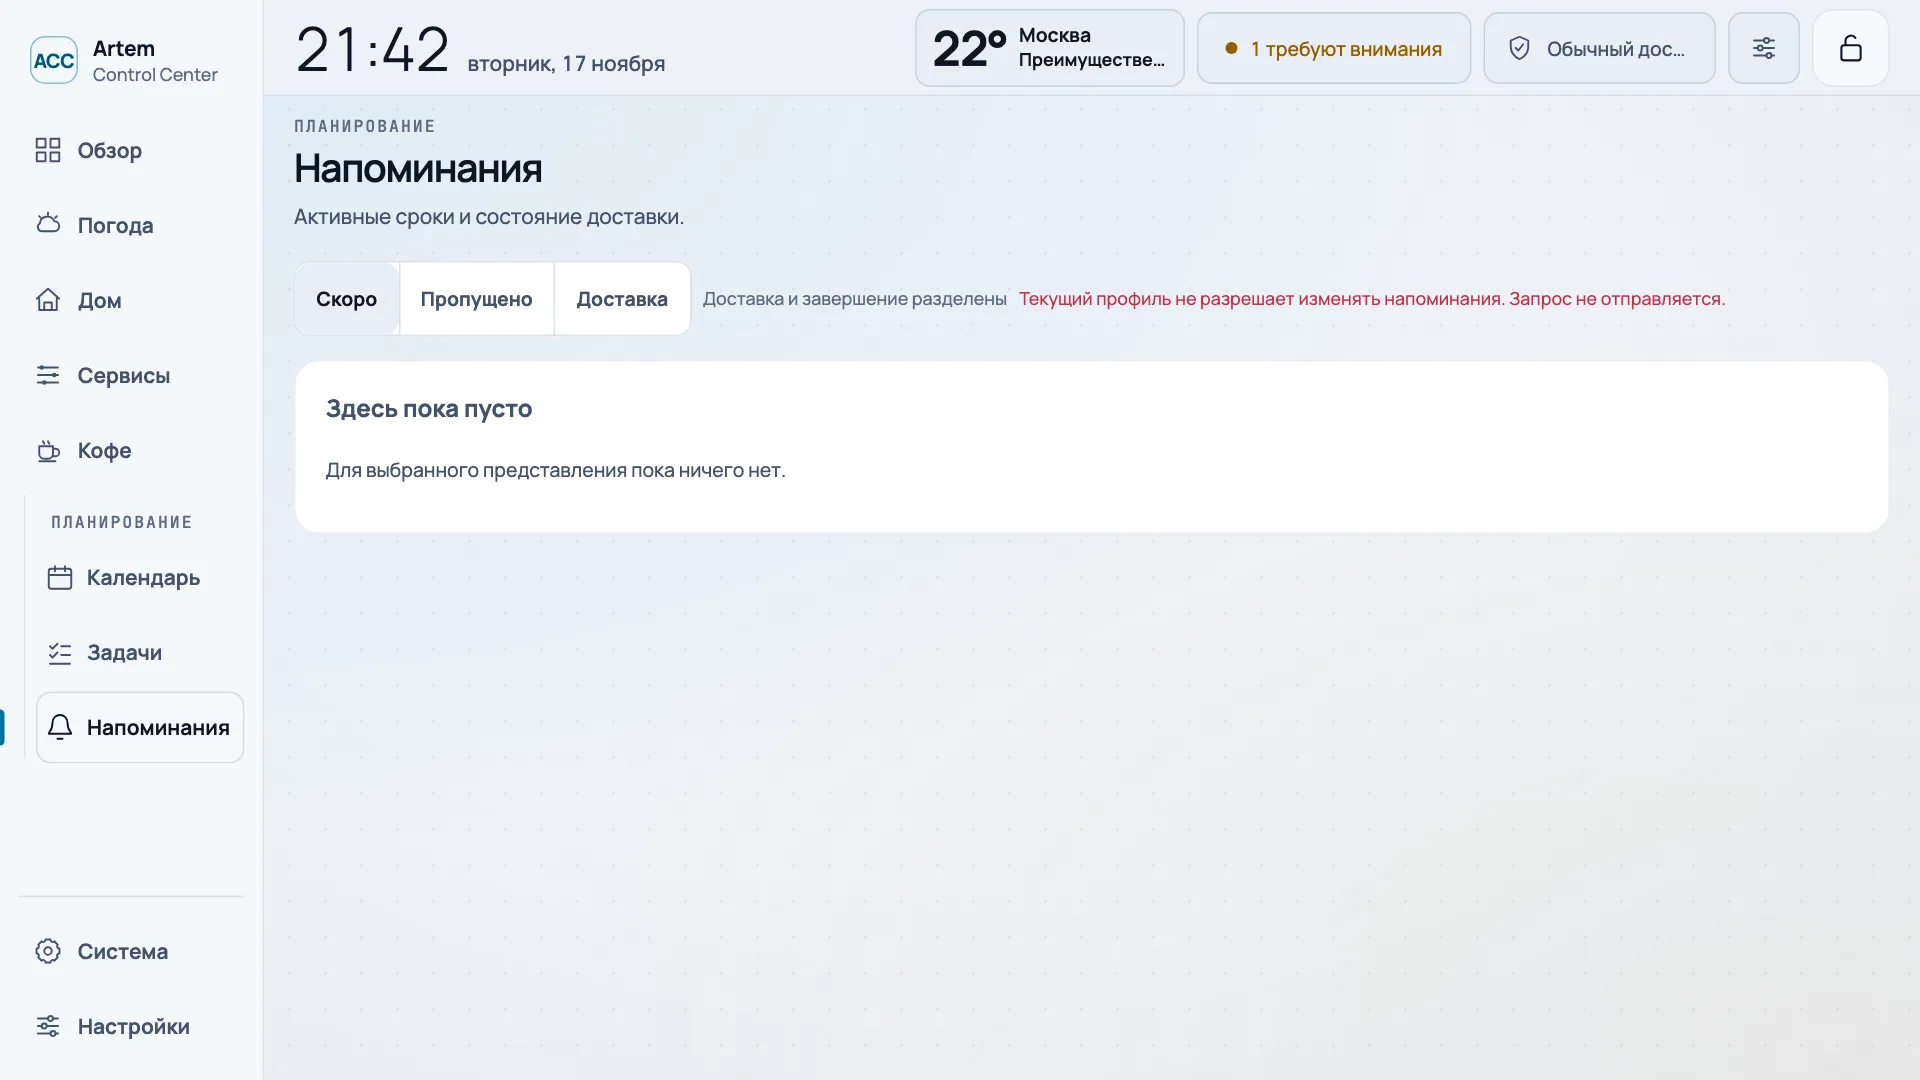 ACC
Artem
Control Center
Обзор
Погода
Дом
Сервисы
Кофе
ПЛАНИРОВАНИЕ
Календарь
Задачи
Напоминания
Система
Настройки
21:42
вторник, 17 ноября
22°
Москва
Преимуществе...
1 требуют внимания
Обычный дос...
ПЛАНИРОВАНИЕ
Напоминания
Активные сроки и состояние доставки.
Скоро
Пропущено
Доставка
Доставка и завершение разделены
Текущий профиль не разрешает изменять напоминания. Запрос не отправляется.
Здесь пока пусто
Для выбранного представления пока ничего нет.